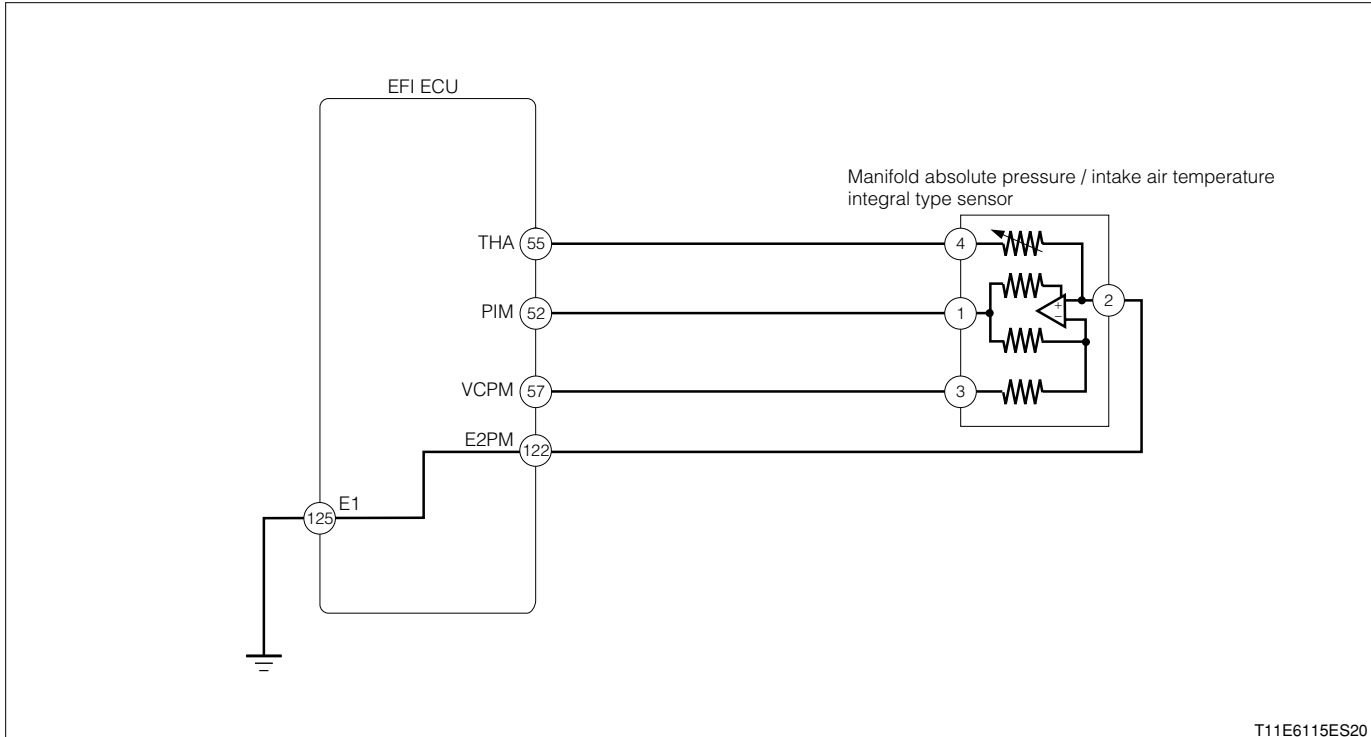 EFI ECU
Manifold absolute pressure / intake air temperature
integral type sensor
THA 55
4
PIM 52
1
+
−
2
VCPM 57
3
E2PM 122
E1
125
T11E6115ES20